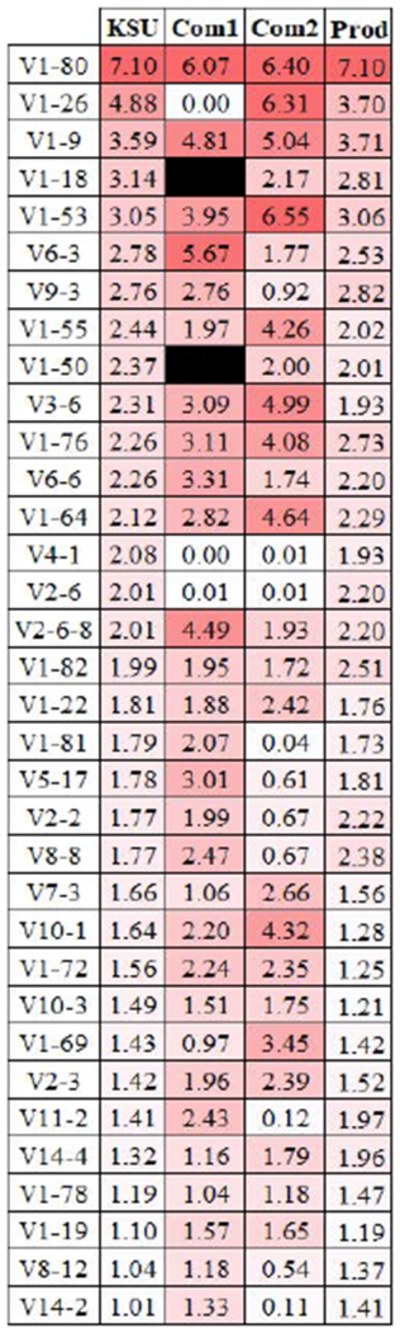 KSU Com1 Com2 Prod
V1-80 7.10 6.07 6.40 7.10
V1-26 4.88 0.00 6.31 3.70
V1-9 3.59 4.81 5.04 3.71
V1-18 3.14 2.17 2.81
V1-53 3.05 3.95 6.55 3.06
V6-3 2.78 5.67 1.77 2.53
V9-3 2.76 2.76 0.92 2.82
V1-55 2.44 1.97 4.26 2.02
V1-50 2.37 2.00 2.01
V3-6 2.31 3.09 4.99 1.93
V1-76 2.26 3.11 4.08 2.73
V6-6 2.26 3.31 1.74 2.20
V1-64 2.12 2.82 4.64 2.29
V4-1 2.08 0.00 0.01 1.93
V2-6 2.01 0.01 0.01 2.20
V2-6-8 2.01 4.49 1.93 2.20
V1-82 1.99 1.95 1.72 2.51
V1-22 1.81 1.88 2.42 1.76
V1-81 1.79 2.07 0.04 1.73
V5-17 1.78 3.01 0.61 1.81
V2-2 1.77 1.99 0.67 2.22
V8-8 1.77 2.47 0.67 2.38
V7-3 1.66 1.06 2.66 1.56
V10-1 1.64 2.20 4.32 1.28
V1-72 1.56 2.24 2.35 1.25
V10-3 1.49 1.51 1.75 1.21
V1-69 1.43 0.97 3.45 1.42
V2-3 1.42 1.96 2.39 1.52
V11-2 1.41 2.43 0.12 1.97
V14-4 1.32 1.16 1.79 1.96
V1-78 1.19 1.04 1.18 1.47
V1-19 1.10 1.57 1.65 1.19
V8-12 1.04 1.18 0.54 1.37
V14-2 1.01 1.33 0.11 1.41